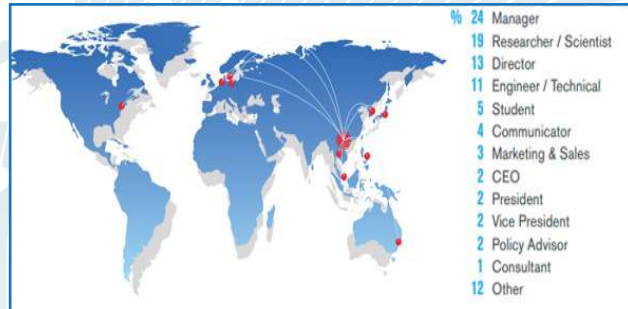 % 24 Manager
19 Researcher / Scientist
13 Director
11 Engineer / Technical
5 Student
4 Communicator
3 Marketing & Sales
2 CEO
2 President
2 Vice President
2 Policy Advisor
1 Consultant
12 Other